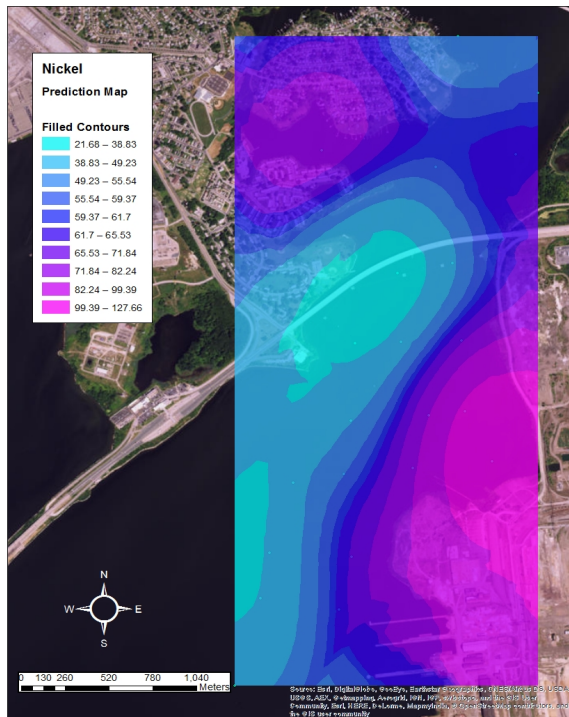 Nickel
Prediction Map
Filled Contours
21.68 – 38.83
38.83 – 49.23
49.23 – 55.54
55.54 – 59.37
59.37 – 61.7
61.7 – 65.53
65.53 – 71.84
71.84 – 82.24
82.24 – 99.39
99.39 – 127.66
N
W E
S
0 130 260 520 780 1,040
Meters
Source: Esri, DigitalGlobe, GeoEye, Earthstar Geographics, USDA,
USGS, AEX, Getmapping, Aerogrid, IGN, IGP, swisstopo, and the GIS User
Community, Esri, HERE, DeLorme, MapmyIndia, © OpenStreetMap contributors, and
the GIS user community